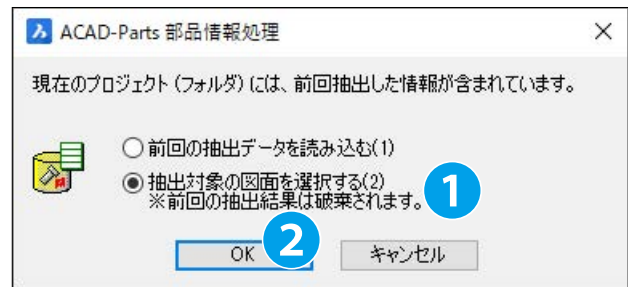 ACAD-Parts 部品情報処理
現在のプロジェクト (フォルダ) には、前回抽出した情報が含まれています。
前回の抽出データを読み込む(1)
抽出対象の図面を選択する(2)
※前回の抽出結果は破棄されます。
1
OK
2
キャンセル